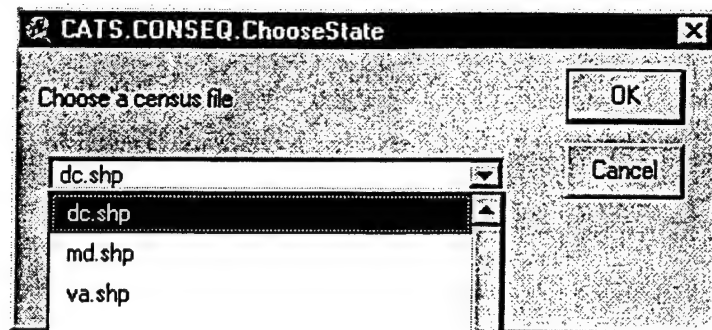 CATS.CONSEQ.ChooseState
Choose a census file
OK
Cancel
dc.shp
dc.shp
md.shp
va.shp